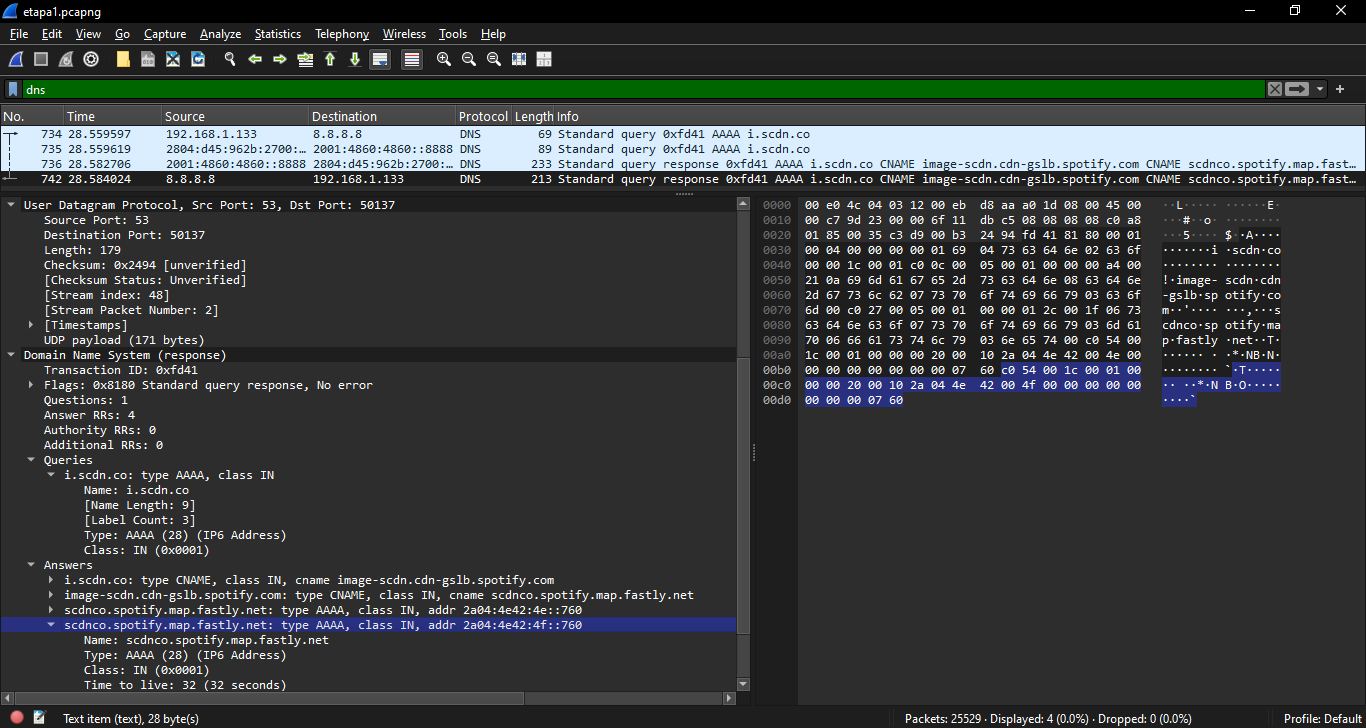 etapa1.pcapng
File Edit View Go Capture Analyze Statistics Telephony Wireless Tools Help
dns
No. Time Source Destination Protocol Length Info
734 28.559597 192.168.1.133 8.8.8.8 DNS 69 Standard query 0xfd41 AAAA i.scdn.co
735 28.559619 2804:d45:962b:2700:… 2001:4860:4860::8888 DNS 89 Standard query 0xfd41 AAAA i.scdn.co
736 28.582706 2001:4860:4860::8888 2804:d45:962b:2700:… DNS 233 Standard query response 0xfd41 AAAA i.scdn.co CNAME image-scdn.cdn-gslb.spotify.com CNAME scdnco.spotify.map.fast…
742 28.584024 8.8.8.8 192.168.1.133 DNS 213 Standard query response 0xfd41 AAAA i.scdn.co CNAME image-scdn.cdn-gslb.spotify.com CNAME scdnco.spotify.map.fast…
User Datagram Protocol, Src Port: 53, Dst Port: 50137
Source Port: 53
Destination Port: 50137
Length: 179
Checksum: 0x2494 [unverified]
[Checksum Status: Unverified]
[Stream index: 48]
[Stream Packet Number: 2]
[Timestamps]
UDP payload (171 bytes)
Domain Name System (response)
Transaction ID: 0xfd41
Flags: 0x8180 Standard query response, No error
Questions: 1
Answer RRs: 4
Authority RRs: 0
Additional RRs: 0
Queries
i.scdn.co: type AAAA, class IN
Name: i.scdn.co
[Name Length: 9]
[Label Count: 3]
Type: AAAA (28) (IP6 Address)
Class: IN (0x0001)
Answers
i.scdn.co: type CNAME, class IN, cname image-scdn.cdn-gslb.spotify.com
image-scdn.cdn-gslb.spotify.com: type CNAME, class IN, cname scdnco.spotify.map.fastly.net
scdnco.spotify.map.fastly.net: type AAAA, class IN, addr 2a04:4e42:4e::760
scdnco.spotify.map.fastly.net: type AAAA, class IN, addr 2a04:4e42:4f::760
Name: scdnco.spotify.map.fastly.net
Type: AAAA (28) (IP6 Address)
Class: IN (0x0001)
Time to live: 32 (32 seconds)
0000 00 e0 4c 04 03 12 00 eb d8 aa a0 1d 08 00 45 00 ··L····· ······E·
0010 00 c7 9d 23 00 00 6f 11 db c5 08 08 08 08 c0 a8 ···#··o· ········
0020 01 85 00 35 c3 d9 00 b3 24 94 fd 41 81 80 00 01 ···5···· $··A····
0030 00 04 00 00 00 00 01 69 04 73 63 64 6e 02 63 6f ·······i ·scdn·co
0040 00 00 1c 00 01 c0 0c 00 05 00 01 00 00 00 a4 00 ········ ········
0050 21 0a 69 6d 61 67 65 2d 73 63 64 6e 08 63 64 6e !·image- scdn·cdn
0060 2d 67 73 6c 62 07 73 70 6f 74 69 66 79 03 63 6f -gslb·sp otify·co
0070 6d 00 c0 27 00 05 00 01 00 00 01 2c 00 1f 06 73 m··'···· ···,···s
0080 63 64 6e 63 6f 07 73 70 6f 74 69 66 79 03 6d 61 cdnco·sp otify·ma
0090 70 06 66 61 73 74 6c 79 03 6e 65 74 00 c0 54 00 p·fastly ·net··T·
00a0 1c 00 01 00 00 00 20 00 10 2a 04 4e 42 00 4e 00 ······ · ·*·NB·N·
00b0 00 00 00 00 00 00 07 60 c0 54 00 1c 00 01 00 ········ `·T·····
00c0 00 00 20 00 10 2a 04 4e 42 00 4f 00 00 00 00 00 ·· ··*·N B·O·····
00d0 00 00 00 07 60 ····`
Text item (text), 28 byte(s)
Packets: 25529 · Displayed: 4 (0.0%) · Dropped: 0 (0.0%)
Profile: Default